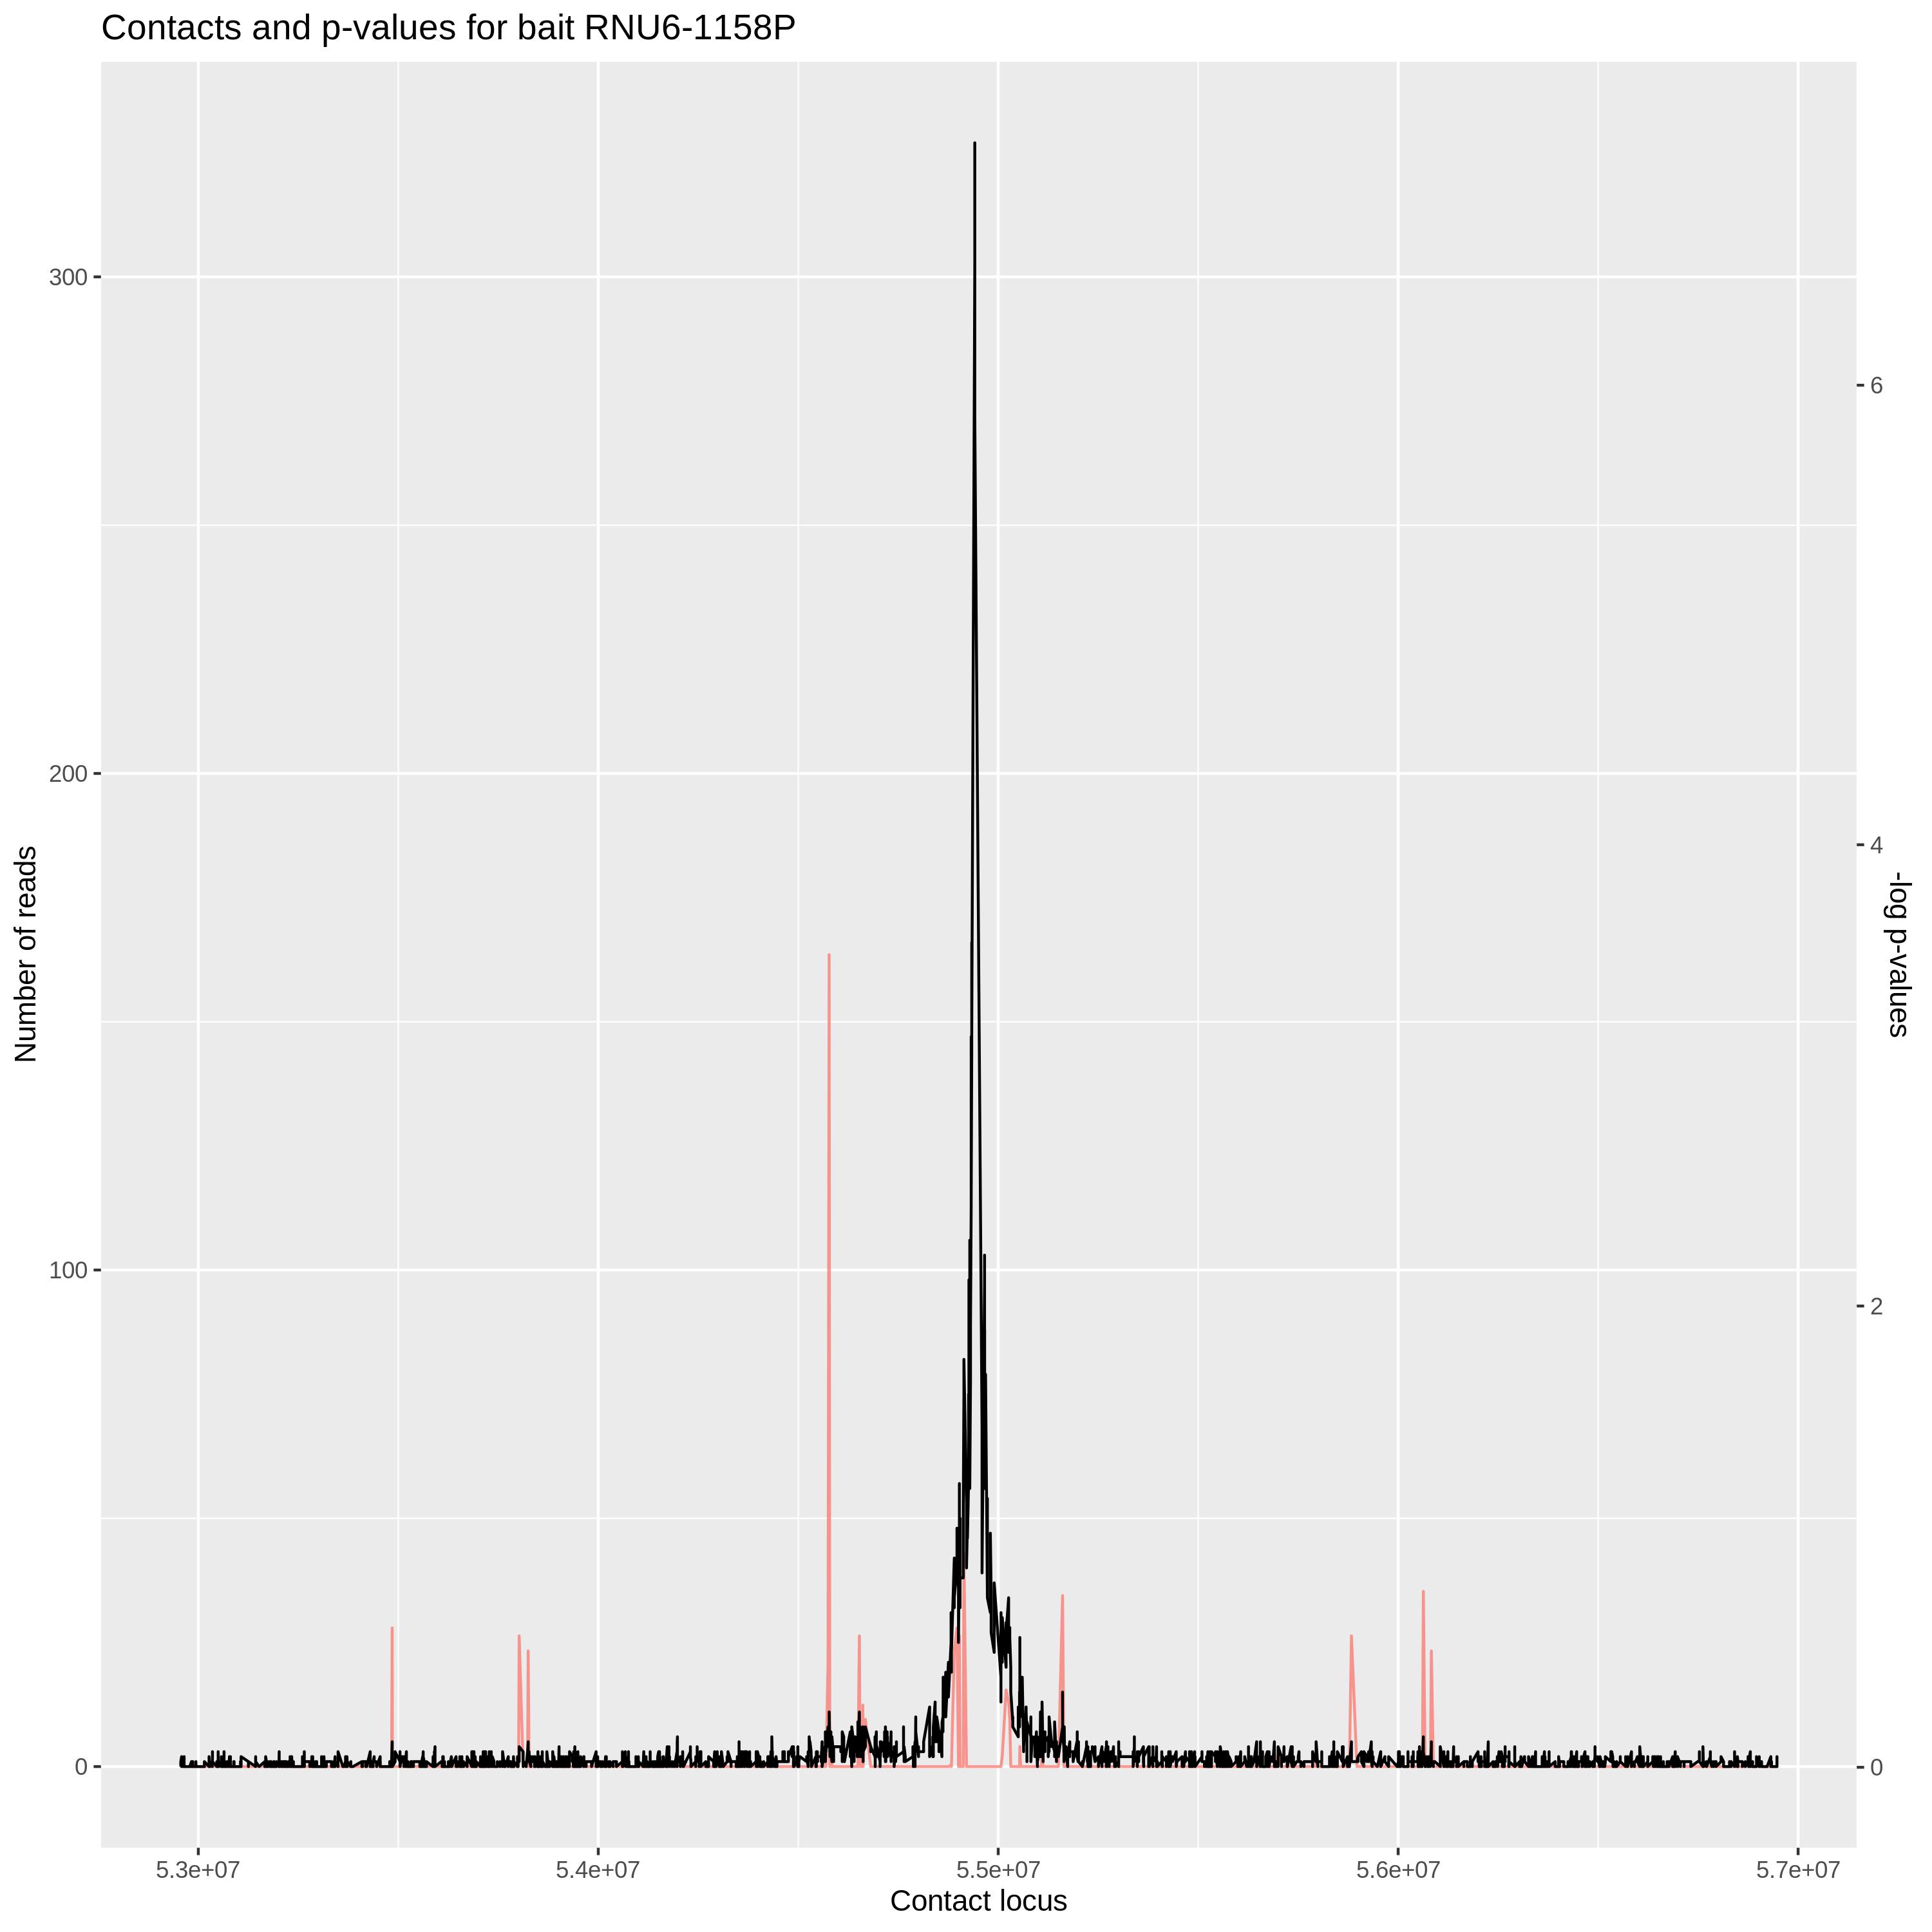 Contacts and p-values for bait RNU6-1158P
Number of reads
300
200
100
0
6
4
2
0
-log p-values
5.3e+07 5.4e+07 5.5e+07 5.6e+07 5.7e+07
Contact locus